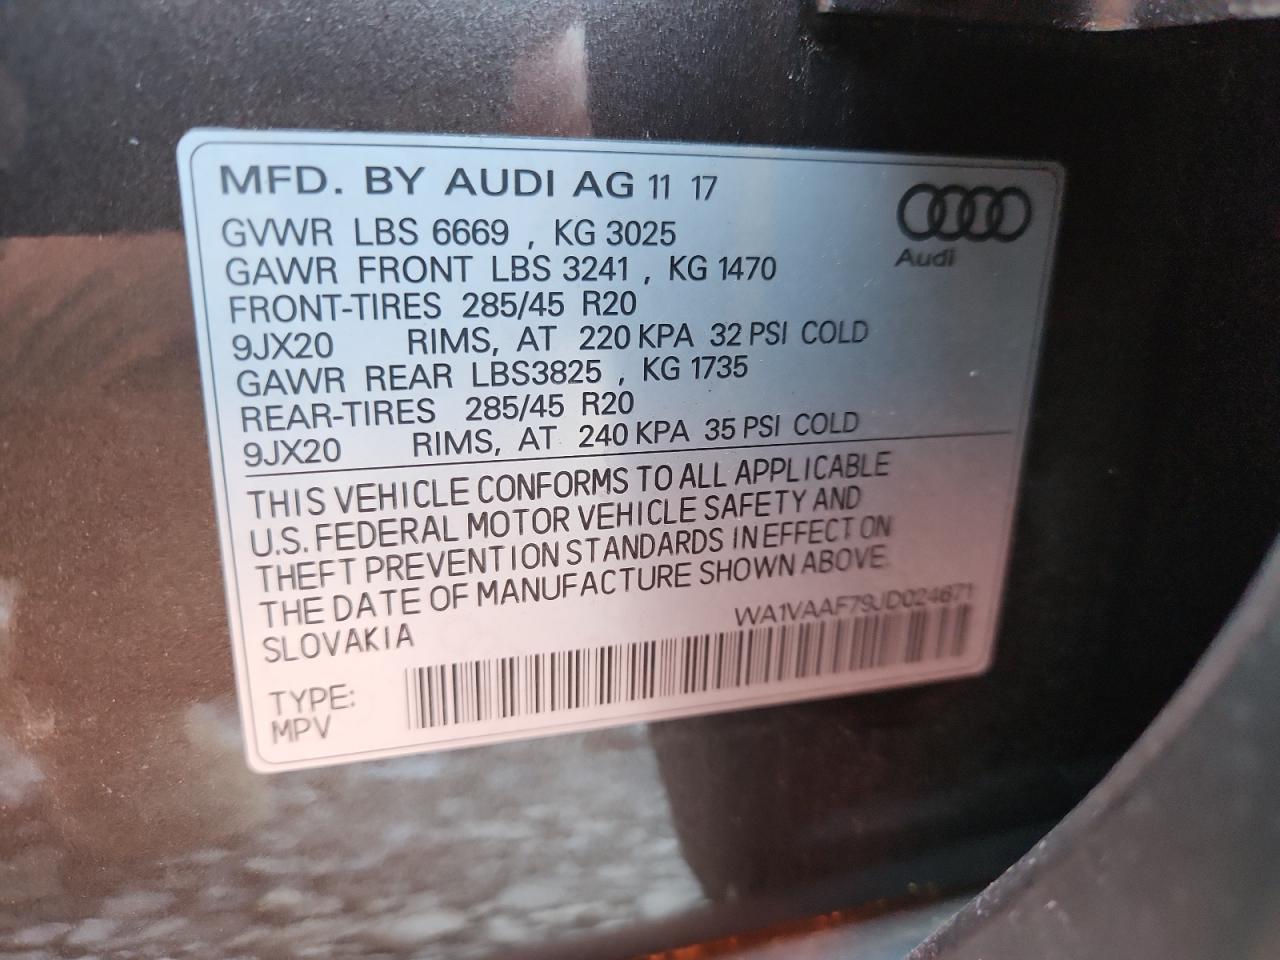 MFD. BY AUDI AG 11 17
GVWR LBS 6669 , KG 3025
GAWR FRONT LBS 3241 , KG 1470
FRONT-TIRES 285/45 R20
9JX20 RIMS, AT 220 KPA 32 PSI COLD
GAWR REAR LBS3825 , KG 1735
REAR-TIRES 285/45 R20
9JX20 RIMS, AT 240 KPA 35 PSI COLD
Audi
THIS VEHICLE CONFORMS TO ALL APPLICABLE
U.S. FEDERAL MOTOR VEHICLE SAFETY AND
THEFT PREVENTION STANDARDS IN EFFECT ON
THE DATE OF MANUFACTURE SHOWN ABOVE.
SLOVAKIA
WA1VAAF79JD024671
TYPE:
MPV